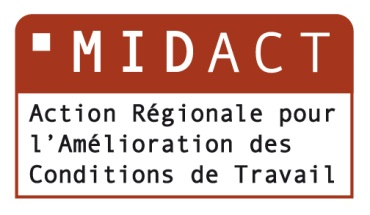 MIDACT
Action Régionale pour
l'Amélioration des
Conditions de Travail